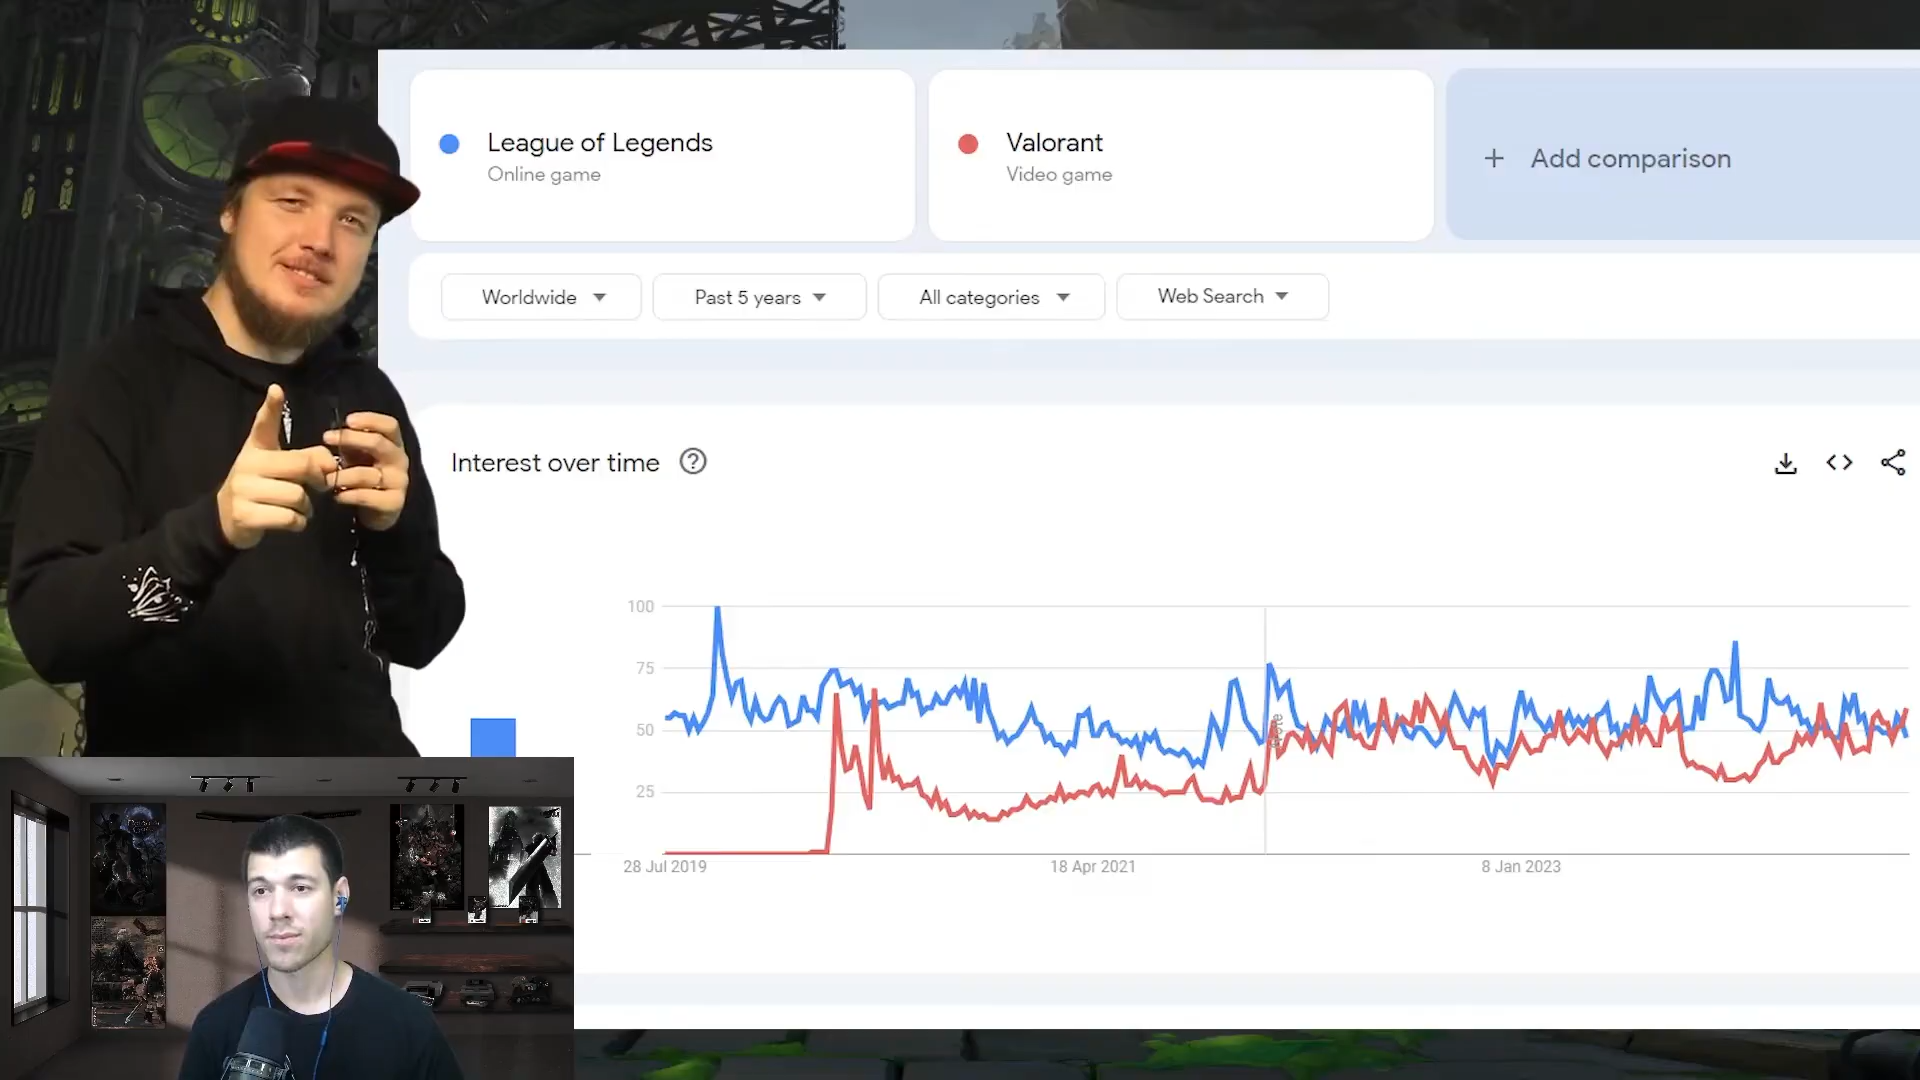 League of Legends
Online game
Valorant
Video game
+ Add comparison
Worldwide
Past 5 years
All categories
Web Search
Interest over time
100
75
50
25
Note
28 Jul 2019
18 Apr 2021
8 Jan 2023